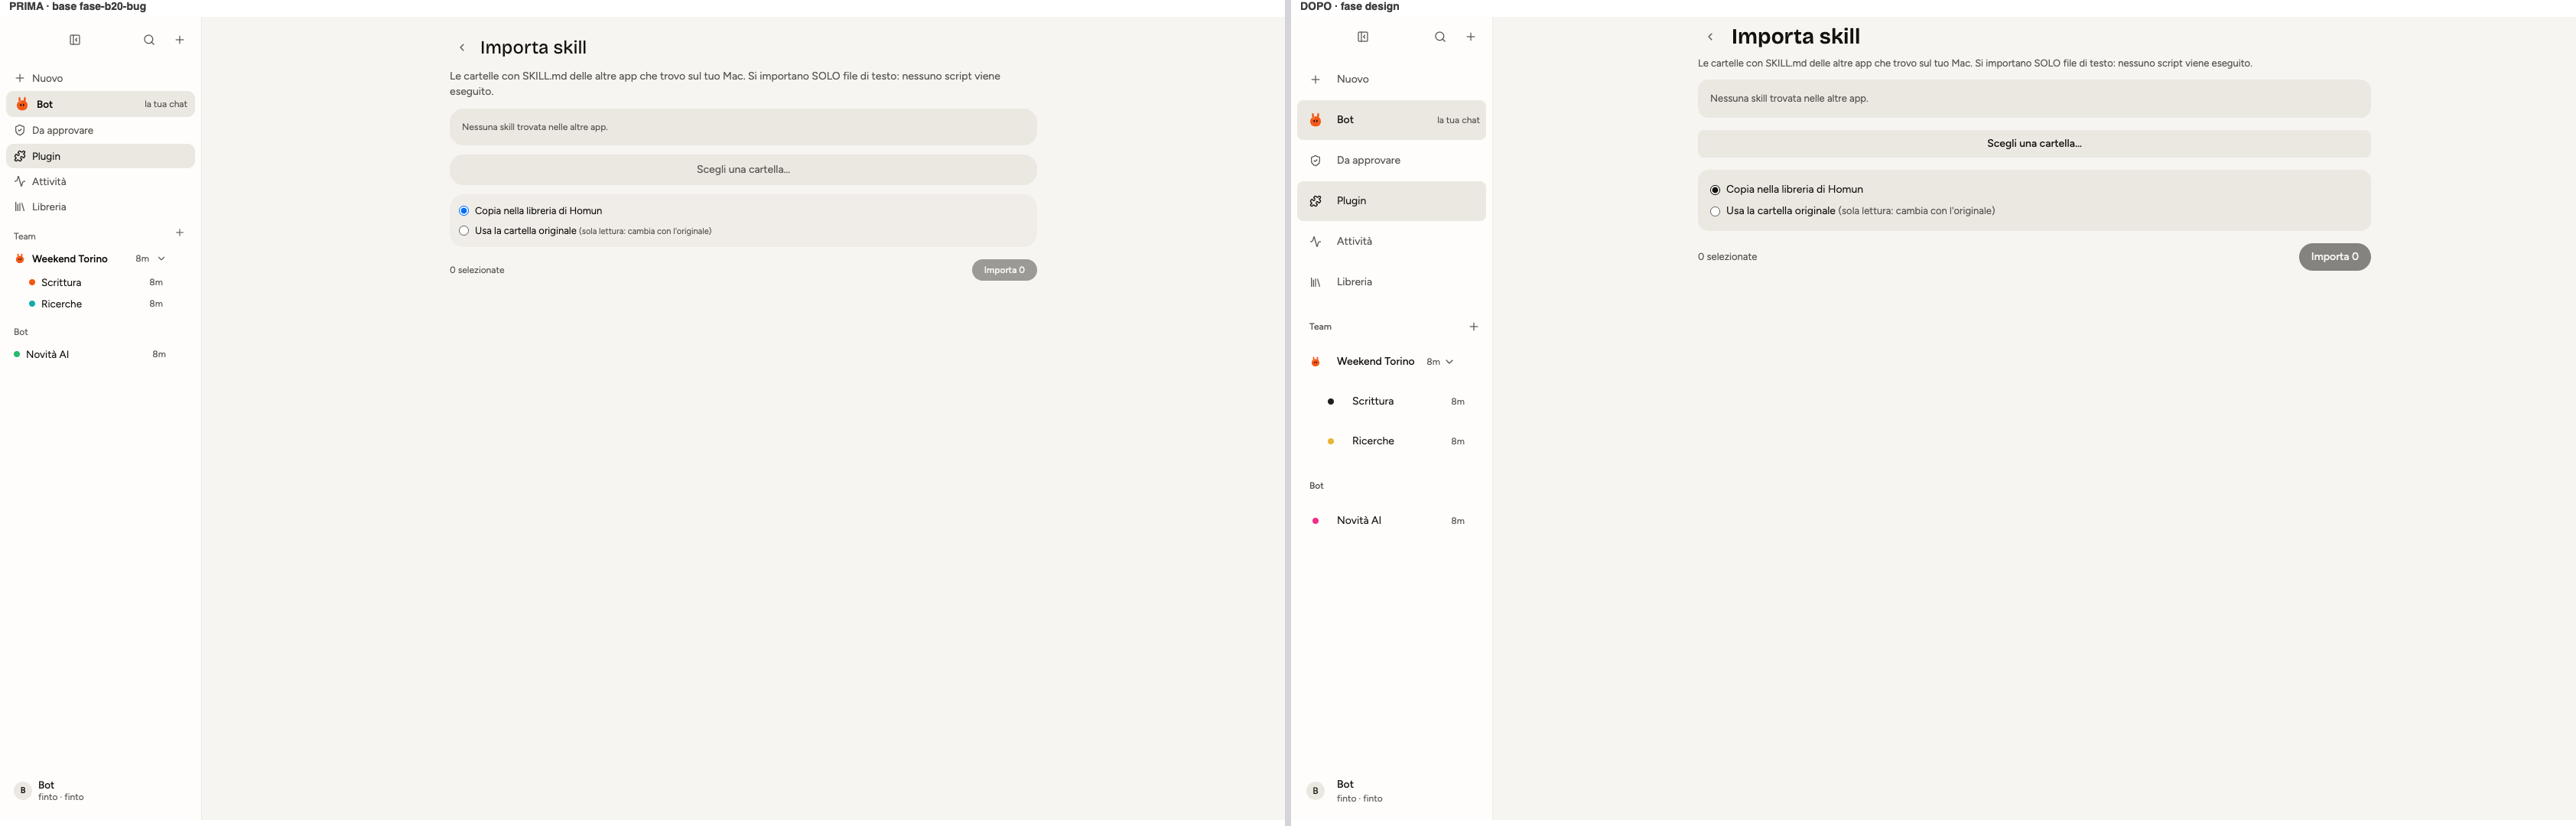 PRIMA · base fase-b20-bug
Nuovo
Bot la tua chat
Da approvare
Plugin
Attività
Libreria
Team
Weekend Torino 8m
Scrittura 8m
Ricerche 8m
Bot
Novità AI 8m
B Bot
finto · finto
Importa skill
Le cartelle con SKILL.md delle altre app che trovo sul tuo Mac. Si importano SOLO file di testo: nessuno script viene
eseguito.
Nessuna skill trovata nelle altre app.
Scegli una cartella...
Copia nella libreria di Homun
Usa la cartella originale (sola lettura: cambia con l'originale)
0 selezionate Importa 0
DOPO · fase design
Nuovo
Bot la tua chat
Da approvare
Plugin
Attività
Libreria
Team
Weekend Torino 8m
Scrittura 8m
Ricerche 8m
Bot
Novità AI 8m
B Bot
finto · finto
Importa skill
Le cartelle con SKILL.md delle altre app che trovo sul tuo Mac. Si importano SOLO file di testo: nessuno script viene eseguito.
Nessuna skill trovata nelle altre app.
Scegli una cartella...
Copia nella libreria di Homun
Usa la cartella originale (sola lettura: cambia con l'originale)
0 selezionate Importa 0